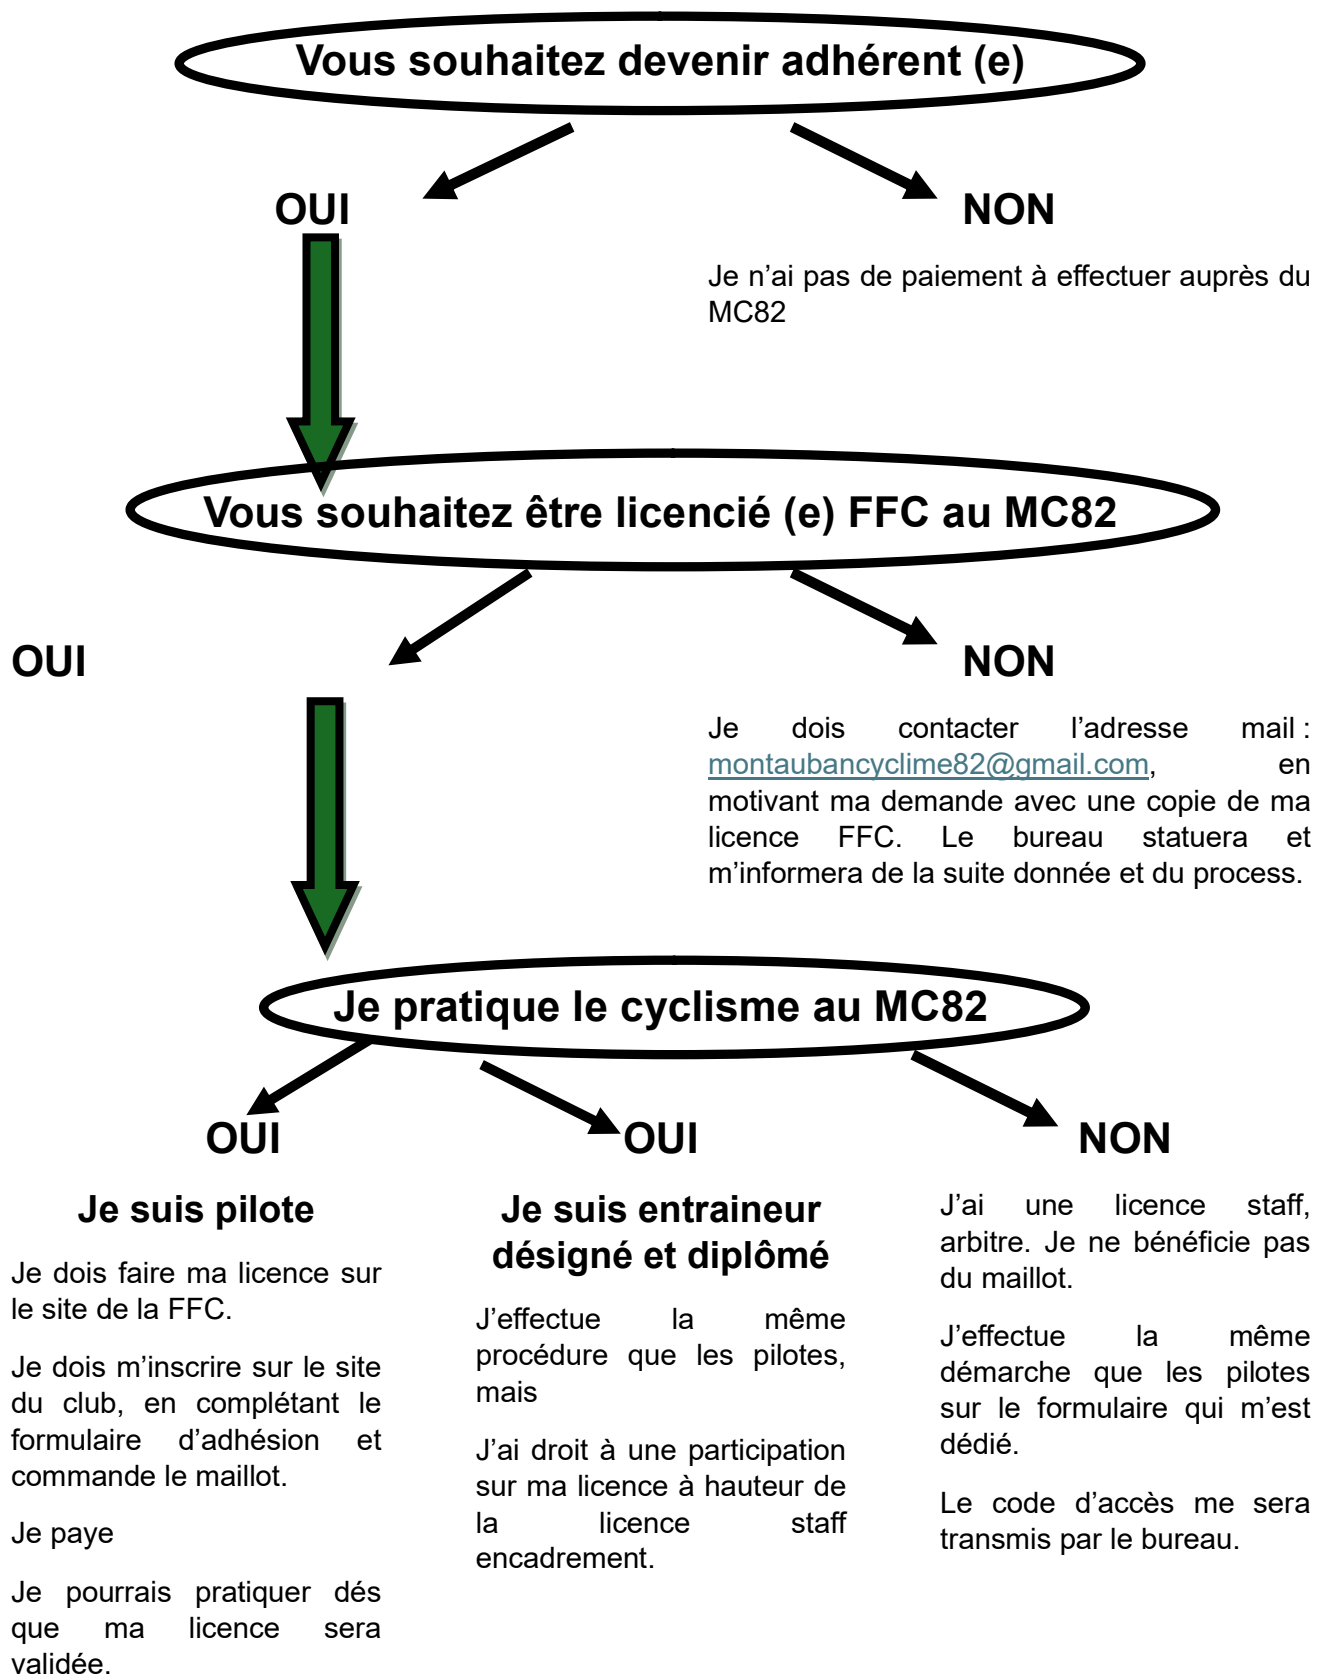 Vous souhaitez devenir adhérent (e)
OUI
NON
Je n’ai pas de paiement à effectuer auprès du
MC82
Vous souhaitez être licencié (e) FFC au MC82
OUI
NON
Je dois contacter l’adresse mail :
montaubancyclime82@gmail.com, en
motivant ma demande avec une copie de ma
licence FFC. Le bureau statuera et
m’informera de la suite donnée et du process.
Je pratique le cyclisme au MC82
OUI
Je suis pilote
Je dois faire ma licence sur
le site de la FFC.
Je dois m’inscrire sur le site
du club, en complétant le
formulaire d’adhésion et
commande le maillot.
Je paye
Je pourrais pratiquer dés
que ma licence sera
validée.
OUI
Je suis entraineur
désigné et diplômé
J’effectue la même
procédure que les pilotes,
mais
J’ai droit à une participation
sur ma licence à hauteur de
la licence staff
encadrement.
NON
J’ai une licence staff,
arbitre. Je ne bénéficie pas
du maillot.
J’effectue la même
démarche que les pilotes
sur le formulaire qui m’est
dédié.
Le code d’accès me sera
transmis par le bureau.